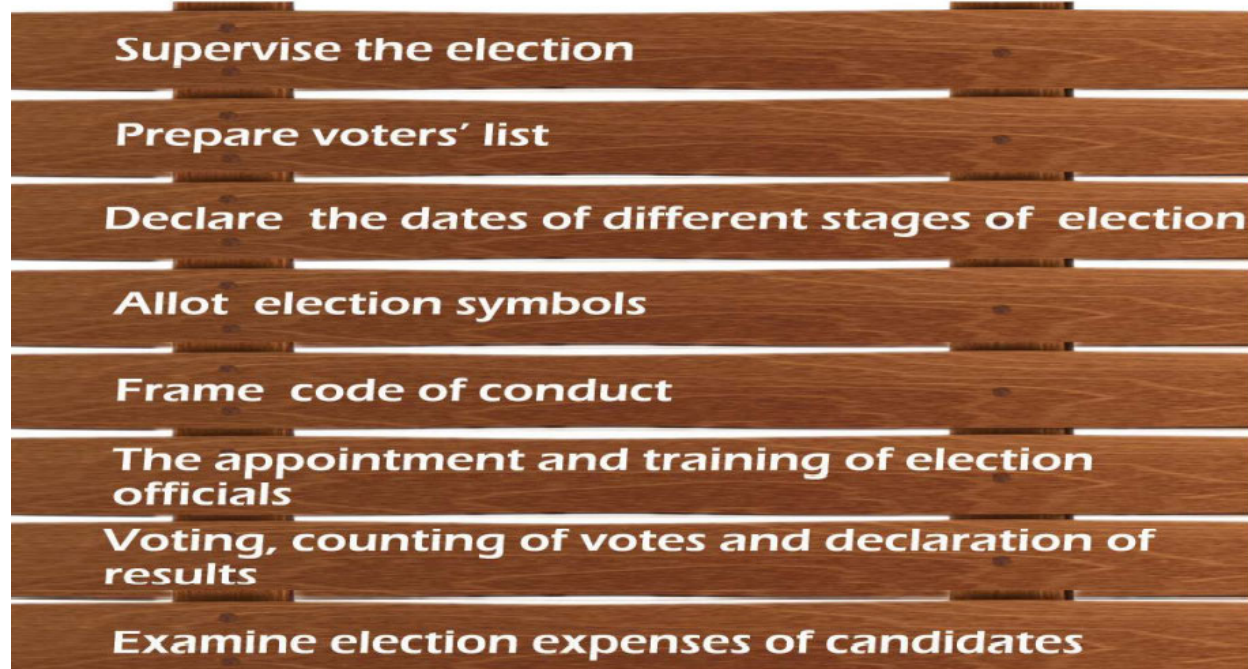 Supervise the election
Prepare voters’ list
Declare the dates of different stages of election
Allot election symbols
Frame code of conduct
The appointment and training of election
officials
Voting, counting of votes and declaration of
results
Examine election expenses of candidates